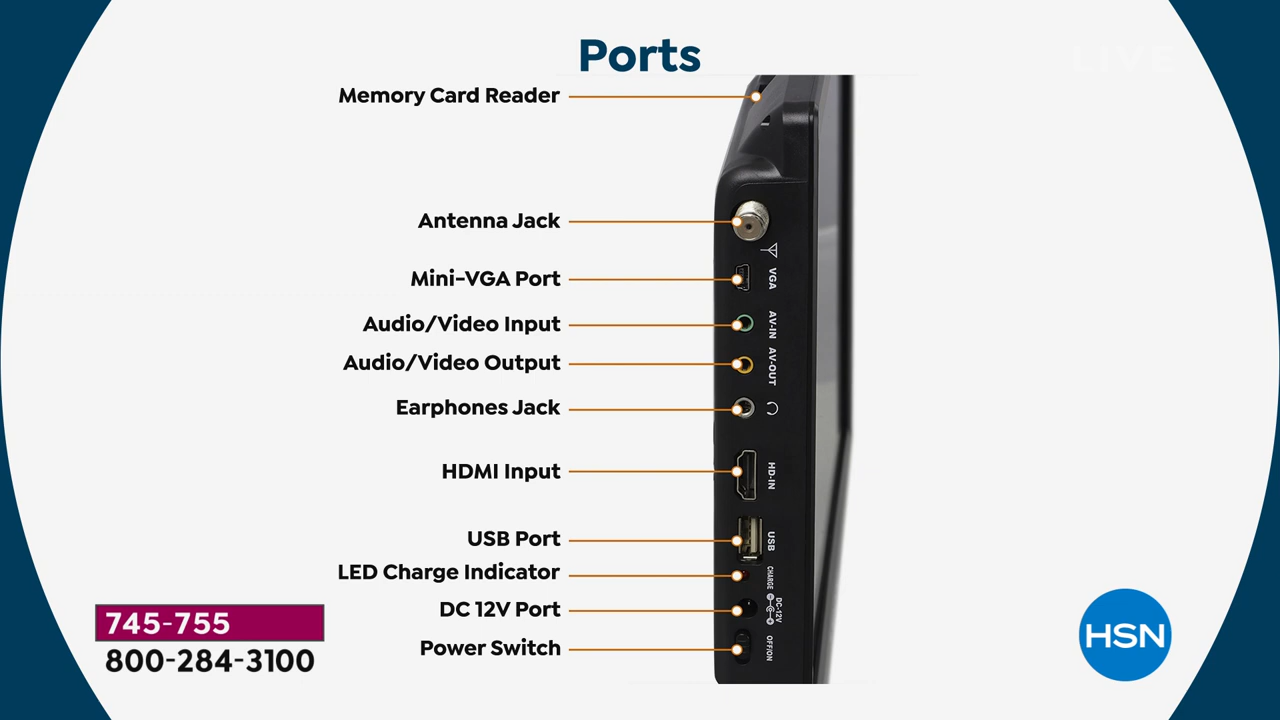 Ports
LIVE
Memory Card Reader
Antenna Jack
Mini-VGA Port
VGA
Audio/Video Input
AV-IN
Audio/Video Output
AV-OUT
Earphones Jack
HDMI Input
HD-IN
USB Port
USB
LED Charge Indicator
CHARGE
DC 12V Port
DC-12V
Power Switch
OFF/ON
745-755
800-284-3100
HSN